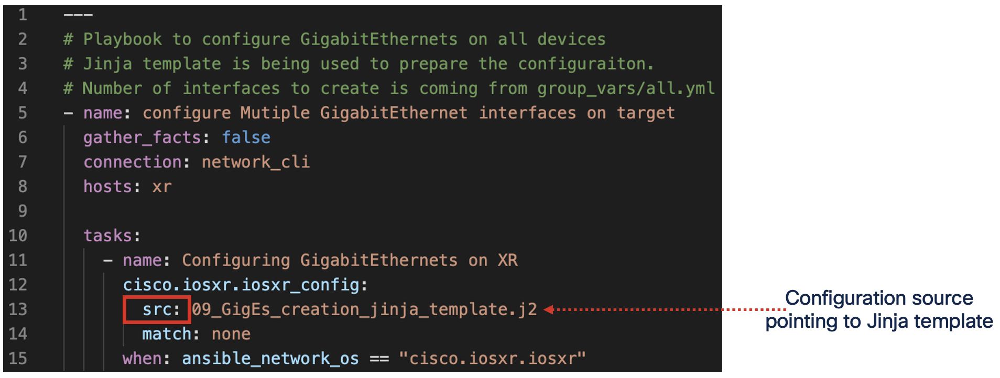 1 ---
2 # Playbook to configure GigabitEthernets on all devices
3 # Jinja template is being used to prepare the configuraiton.
4 # Number of interfaces to create is coming from group_vars/all.yml
5 - name: configure Mutiple GigabitEthernet interfaces on target
6 gather_facts: false
7 connection: network_cli
8 hosts: xr
9
10 tasks:
11 - name: Configuring GigabitEthernets on XR
12 cisco.iosxr.iosxr_config:
13 src: 09_GigEs_creation_jinja_template.j2
14 match: none
15 when: ansible_network_os == "cisco.iosxr.iosxr"
Configuration source
pointing to Jinja template